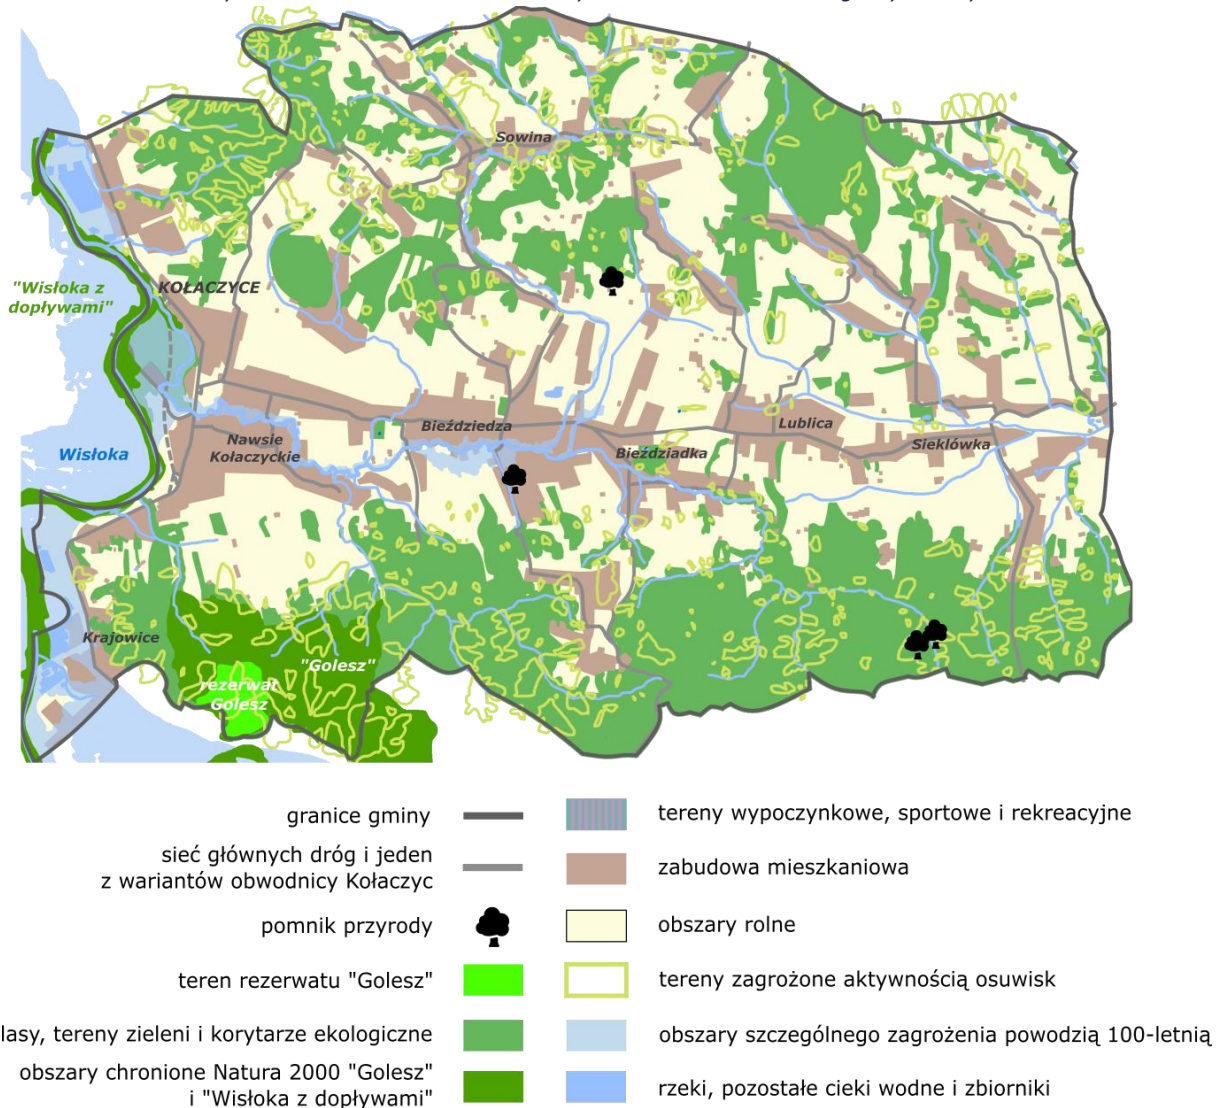 Sowina
"Wisłoka z
dopływami"
KOŁACZYCE
Wisłoka
Nawsie
Kołaczyckie
Bieździedza
Bieździadka
Lublica
Sieklówka
Krajowice
"Golesz"
rezerwat
Golesz
granice gminy
tereny wypoczynkowe, sportowe i rekreacyjne
sieć głównych dróg i jeden
z wariantów obwodnicy Kołaczyc
zabudowa mieszkaniowa
pomnik przyrody
obszary rolne
teren rezerwatu "Golesz"
tereny zagrożone aktywnością osuwisk
lasy, tereny zieleni i korytarze ekologiczne
obszary szczególnego zagrożenia powodzią 100-letnią
obszary chronione Natura 2000 "Golesz"
i "Wisłoka z dopływami"
rzeki, pozostałe cieki wodne i zbiorniki